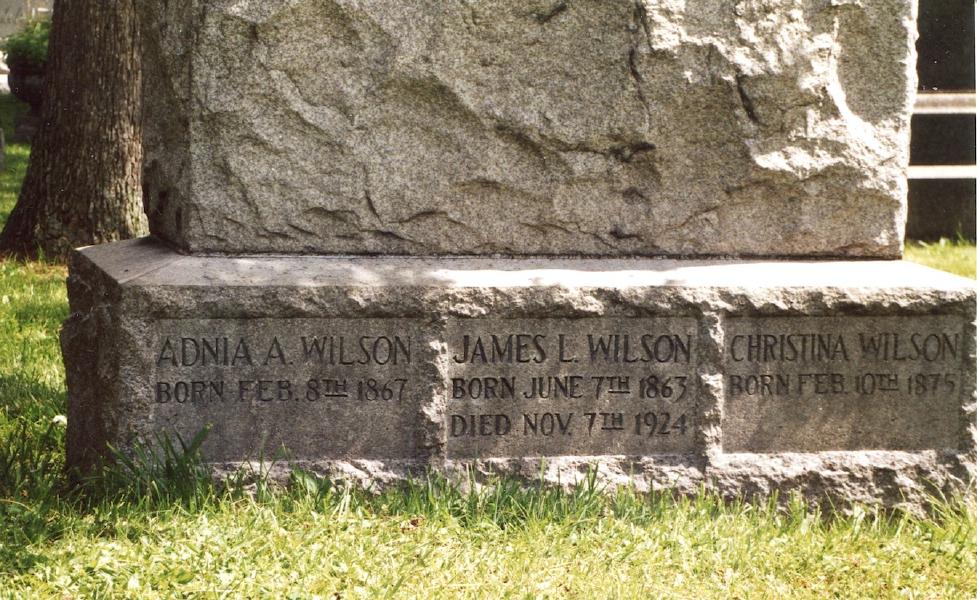 ADNIA A. WILSON
BORN FEB. 8TH 1867
JAMES L. WILSON
BORN JUNE 7TH 1863
DIED NOV. 7TH 1924
CHRISTINA WILSON
BORN FEB. 10TH 1875